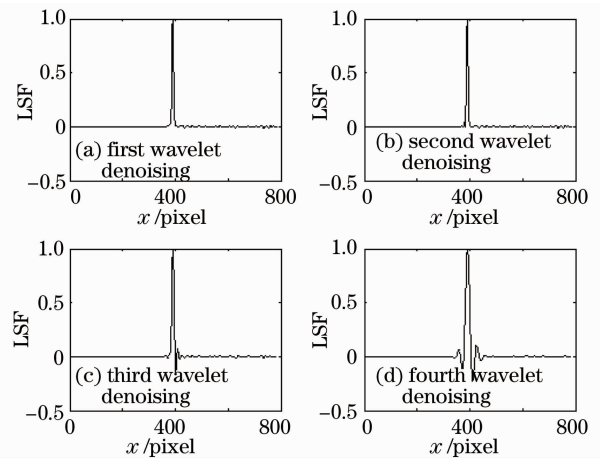 1.0
0.5
0
−0.5
LSF
(a) first wavelet
denoising
0 400 800
x /pixel
1.0
0.5
0
−0.5
LSF
(b) second wavelet
denoising
0 400 800
x /pixel
1.0
0.5
0
−0.5
LSF
(c) third wavelet
denoising
0 400 800
x /pixel
1.0
0.5
0
−0.5
LSF
(d) fourth wavelet
denoising
0 400 800
x /pixel